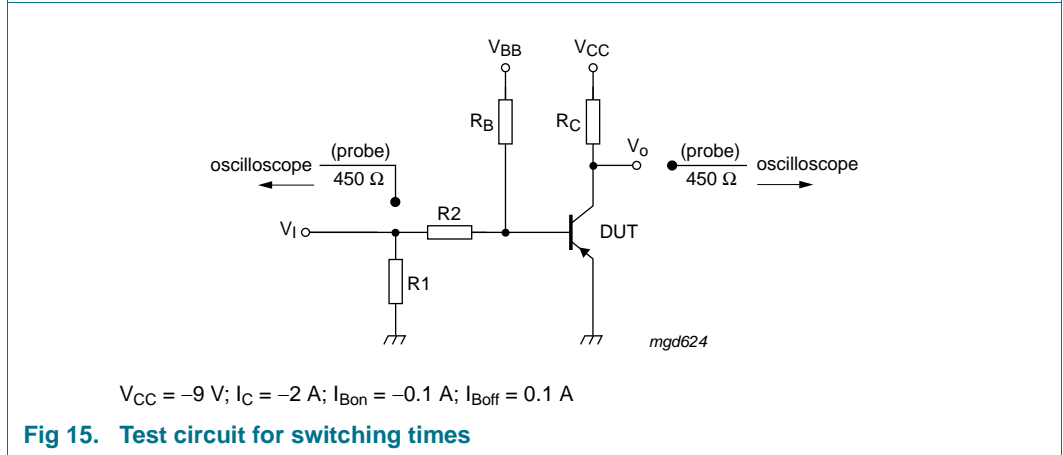 VBB
VCC
RB
RC
Vo
(probe)
oscilloscope
450 Ω
(probe)
oscilloscope
450 Ω
R2
VI
DUT
R1
mgd624
VCC = −9 V; IC = −2 A; IBon = −0.1 A; IBoff = 0.1 A
Fig 15. Test circuit for switching times